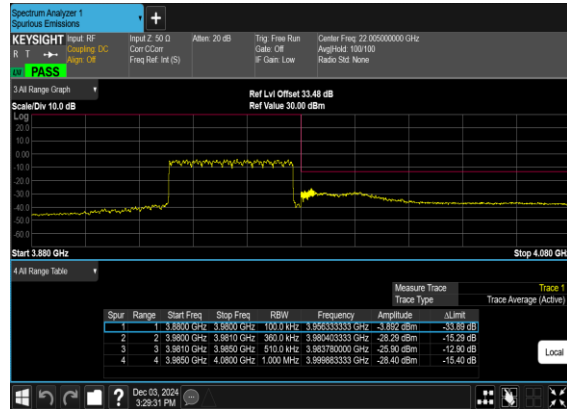 Spectrum Analyzer 1
Spurious Emissions
+
KEYSIGHT Input: RF Input Z: 50 Ω Atten: 20 dB Trig: Free Run Center Freq: 22.005000000 GHz
R T Coupling: DC Corr CCorr Gate: Off Avg|Hold: 100/100
Align: Off Freq Ref: Int (S) IF Gain: Low Radio Std: None
PASS
3 All Range Graph
Ref Lvl Offset 33.48 dB
Scale/Div 10.0 dB Ref Value 30.00 dBm
Log
20.0
10.0
0.00
-10.0
-20.0
-30.0
-40.0
-50.0
-60.0
Start 3.880 GHz Stop 4.080 GHz
4 All Range Table
Measure Trace Trace 1
Trace Type Trace Average (Active)
Spur Range Start Freq Stop Freq RBW Frequency Amplitude ΔLimit
1 1 3.8800 GHz 3.9800 GHz 100.0 kHz 3.956333333 GHz -3.892 dBm -33.89 dB
2 2 3.9800 GHz 3.9810 GHz 360.0 kHz 3.980403333 GHz -28.29 dBm -15.29 dB
3 3 3.9810 GHz 3.9850 GHz 510.0 kHz 3.983780000 GHz -25.90 dBm -12.90 dB
4 4 3.9850 GHz 4.0800 GHz 1.000 MHz 3.999883333 GHz -28.40 dBm -15.40 dB
Local
? Dec 03, 2024
3:29:31 PM